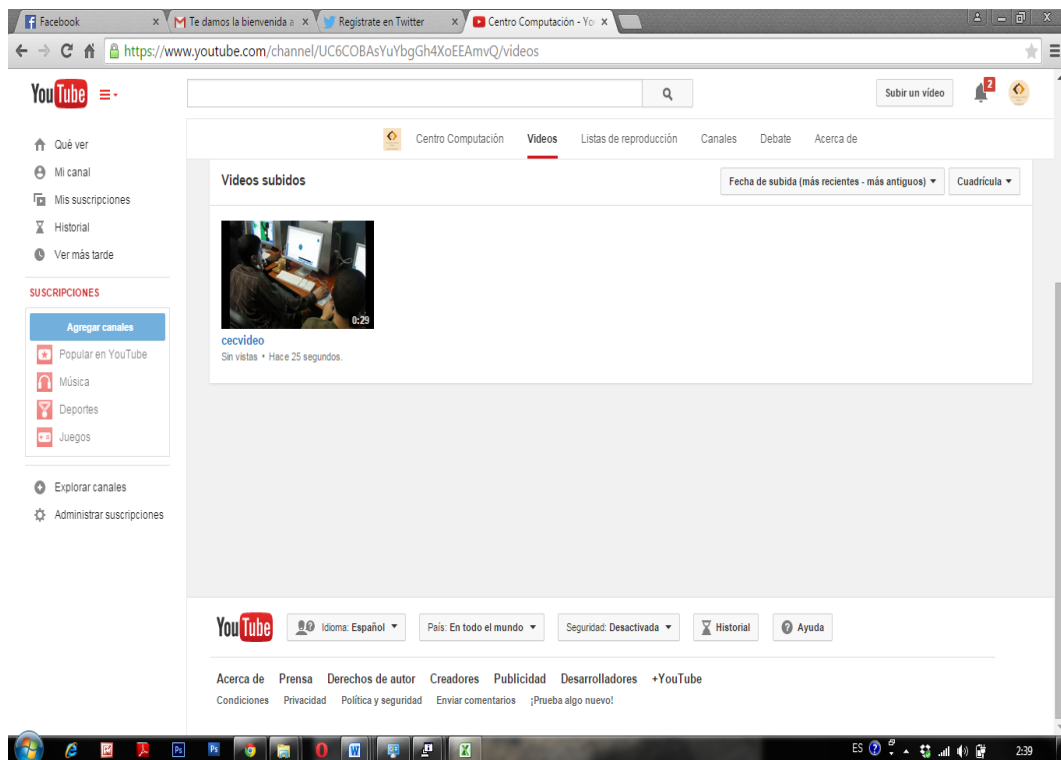 Facebook
Te damos la bienvenida a
Regístrate en Twitter
Centro Computación - Yo
https://www.youtube.com/channel/UC6COBAsYuYbgGh4XoEEAmvQ/videos
YouTube
Subir un vídeo
2
Qué ver
Mi canal
Mis suscripciones
Historial
Ver más tarde
SUSCRIPCIONES
Agregar canales
Popular en YouTube
Música
Deportes
Juegos
Explorar canales
Administrar suscripciones
Centro Computación Videos Listas de reproducción Canales Debate Acerca de
Videos subidos
Fecha de subida (más recientes - más antiguos) Cuadrícula
0:29
cecvideo
Sin vistas • Hace 25 segundos.
YouTube Idioma: Español País: En todo el mundo Seguridad: Desactivada Historial Ayuda
Acerca de Prensa Derechos de autor Creadores Publicidad Desarrolladores +YouTube
Condiciones Privacidad Política y seguridad Enviar comentarios ¡Prueba algo nuevo!
Ps Ps W X ES 2:39